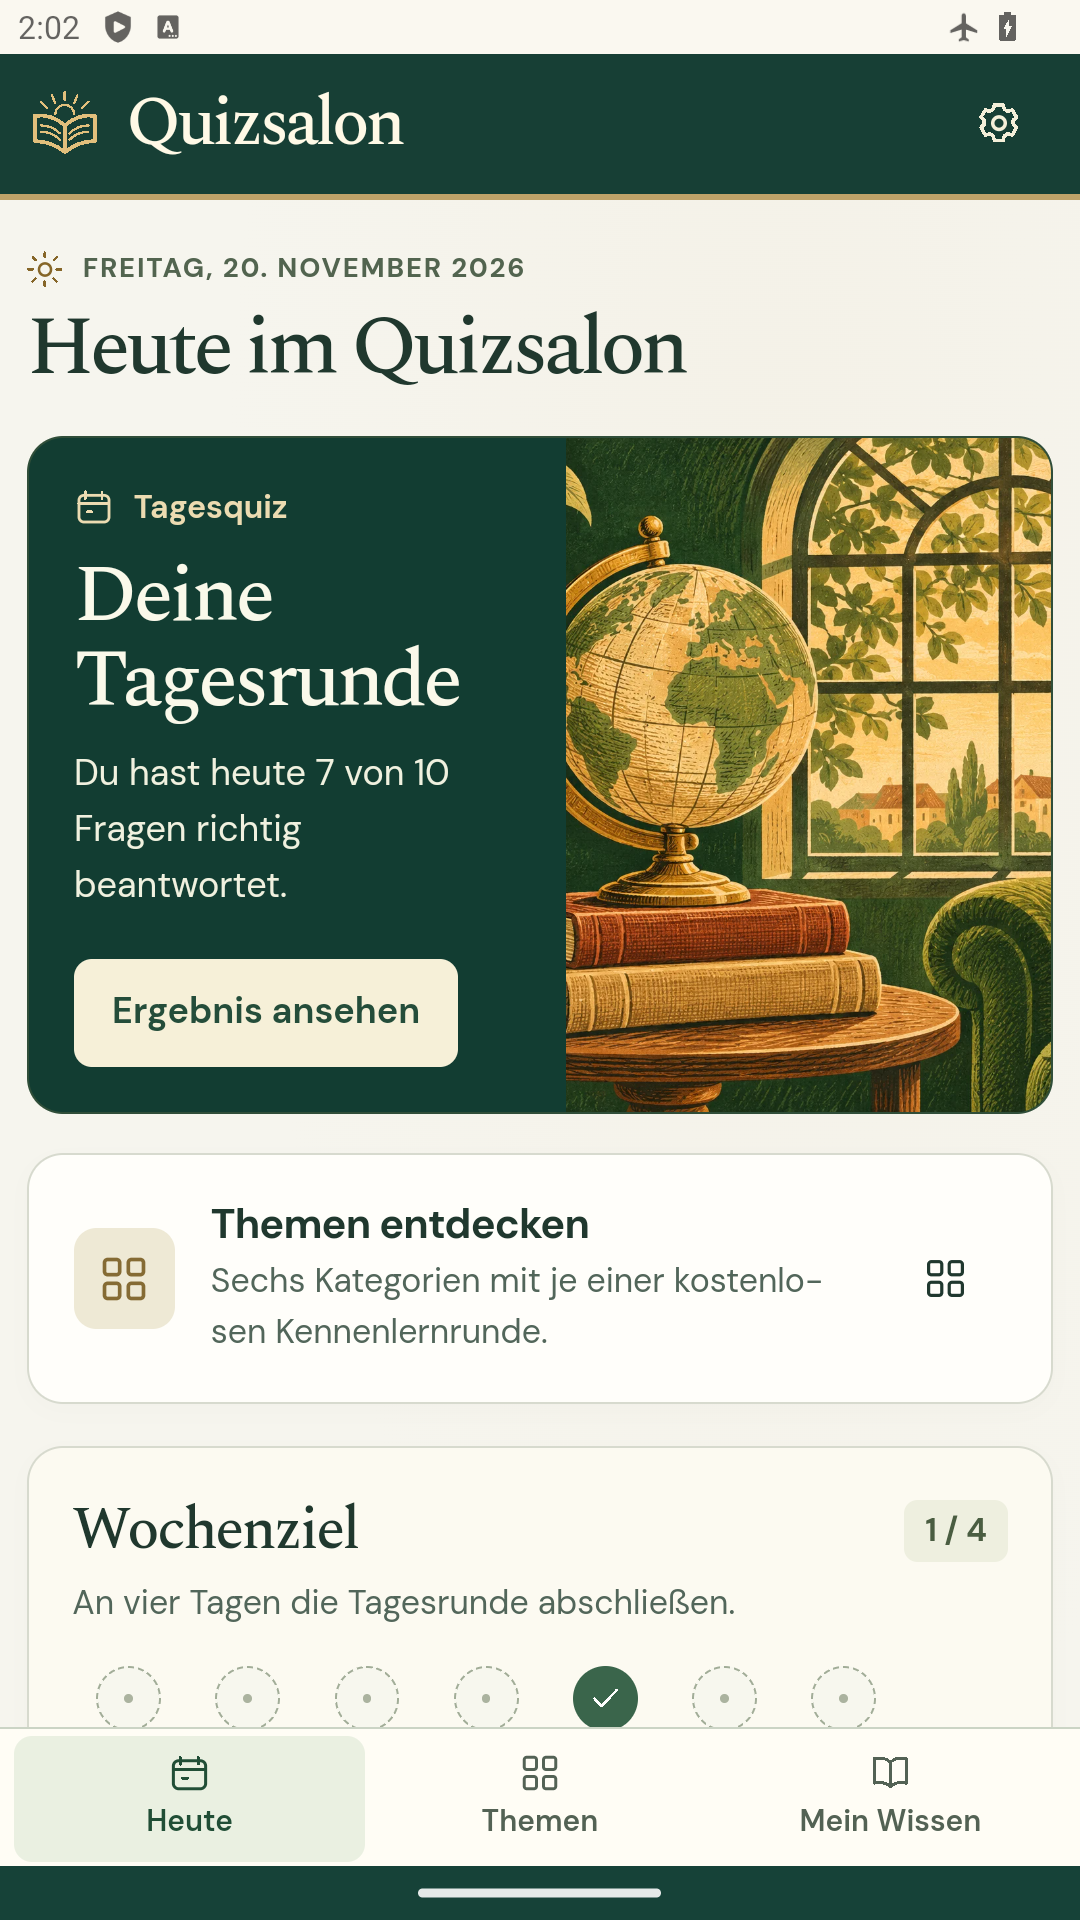 2:02
Quizsalon
FREITAG, 20. NOVEMBER 2026
Heute im Quizsalon
Tagesquiz
Deine
Tagesrunde
Du hast heute 7 von 10
Fragen richtig
beantwortet.
Ergebnis ansehen
Themen entdecken
Sechs Kategorien mit je einer kostenlo-
sen Kennenlernrunde.
Wochenziel
1 / 4
An vier Tagen die Tagesrunde abschließen.
Heute
Themen
Mein Wissen